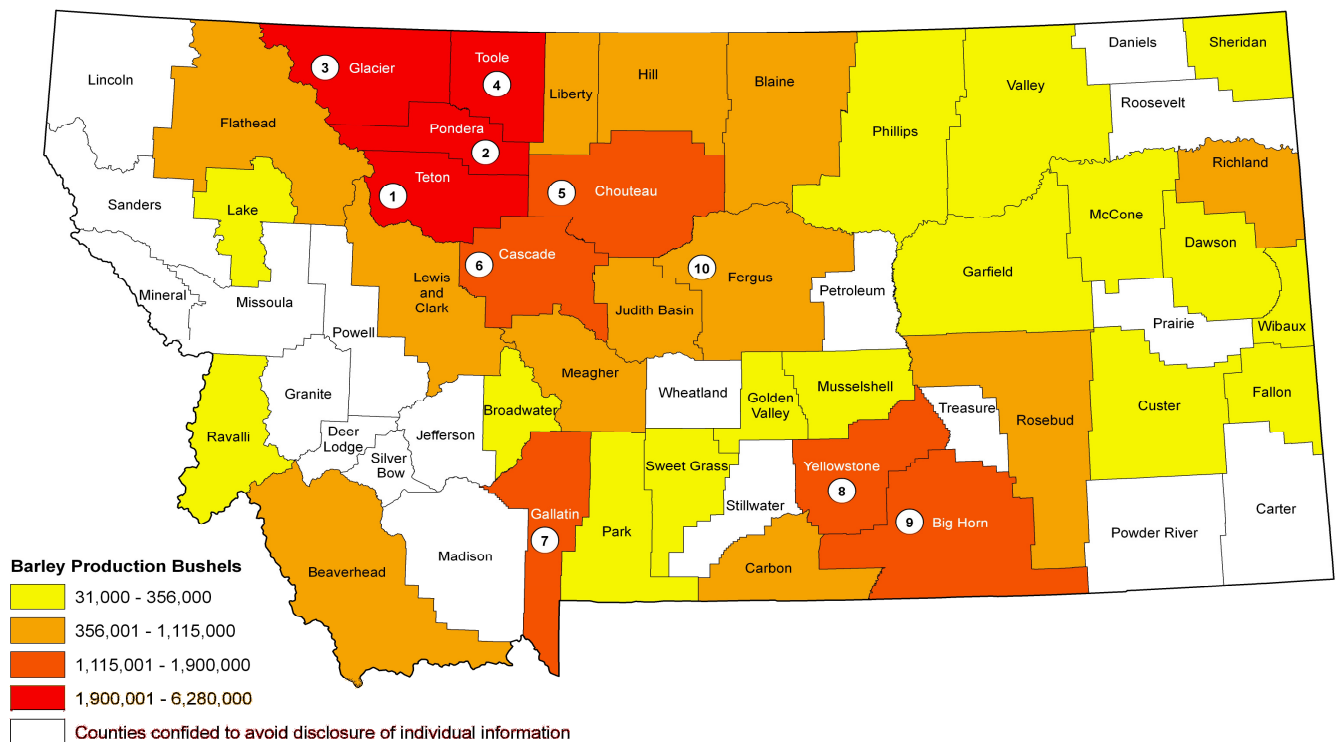 Lincoln
Flathead
3
Glacier
Toole
4
Liberty
Hill
Blaine
Phillips
Valley
Daniels
Sheridan
Roosevelt
Richland
Pondera
2
Teton
1
5
Chouteau
Sanders
Lake
McCone
Dawson
Cascade
6
Lewis
and
Clark
Judith Basin
10
Fergus
Petroleum
Garfield
Mineral
Missoula
Powell
Prairie
Wibaux
Meagher
Wheatland
Golden
Valley
Musselshell
Treasure
Rosebud
Custer
Fallon
Granite
Broadwater
Ravalli
Deer
Lodge
Jefferson
Silver
Bow
Sweet Grass
Yellowstone
8
Stillwater
9
Big Horn
Gallatin
7
Park
Carbon
Powder River
Carter
Madison
Beaverhead
Barley Production Bushels
31,000 - 356,000
356,001 - 1,115,000
1,115,001 - 1,900,000
1,900,001 - 6,280,000
Counties confided to avoid disclosure of individual information